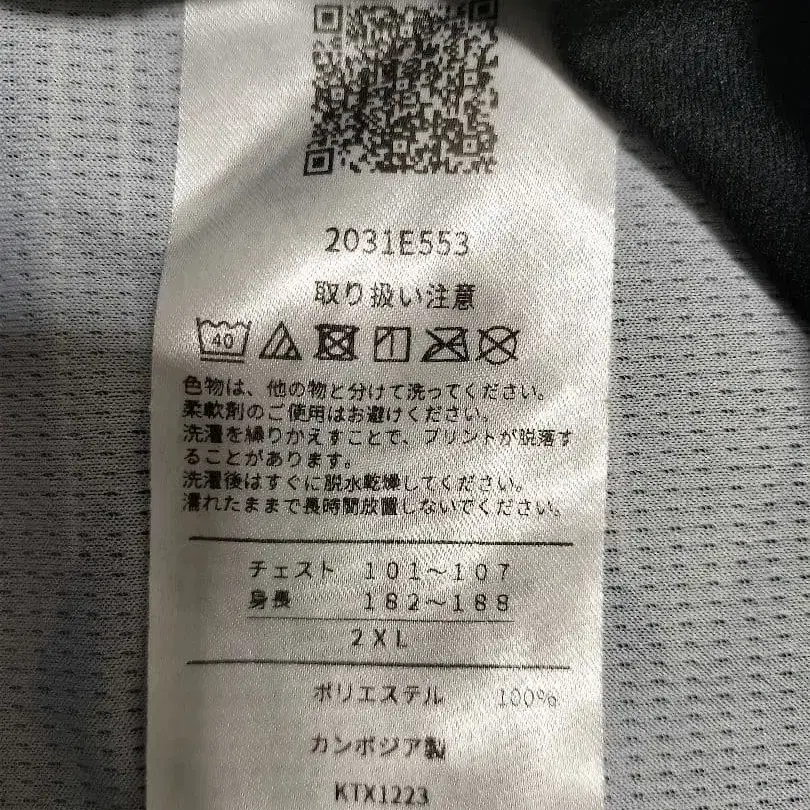 2031E553
取り扱い注意
40
色物は、他の物と分けて洗ってください。
柔軟剤のご使用はお避けください。
洗濯を繰りかえすことで、プリントが脱落す
ることがあります。
洗濯後はすぐに脱水乾燥してください。
濡れたままで長時間放置しないでください。
チェスト 101～107
身長 182～188
2XL
ポリエステル 100%
カンボジア製
KTX1223